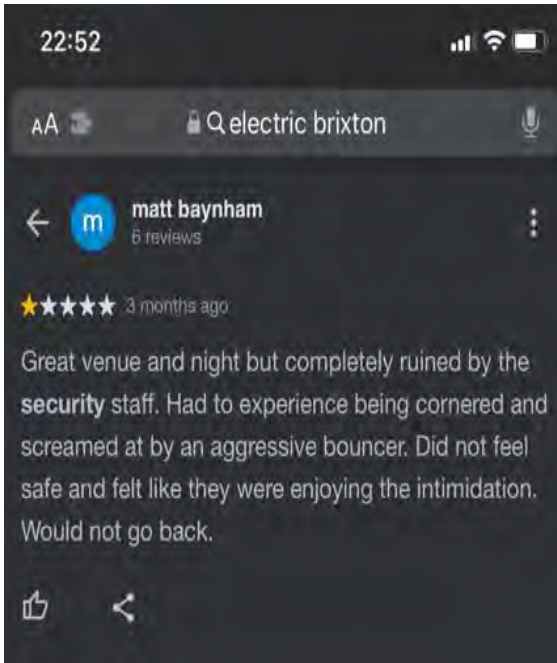 22:52
AA electric brixton
m
matt baynham
6 reviews
3 months ago
Great venue and night but completely ruined by the
security staff. Had to experience being cornered and
screamed at by an aggressive bouncer. Did not feel
safe and felt like they were enjoying the intimidation.
Would not go back.